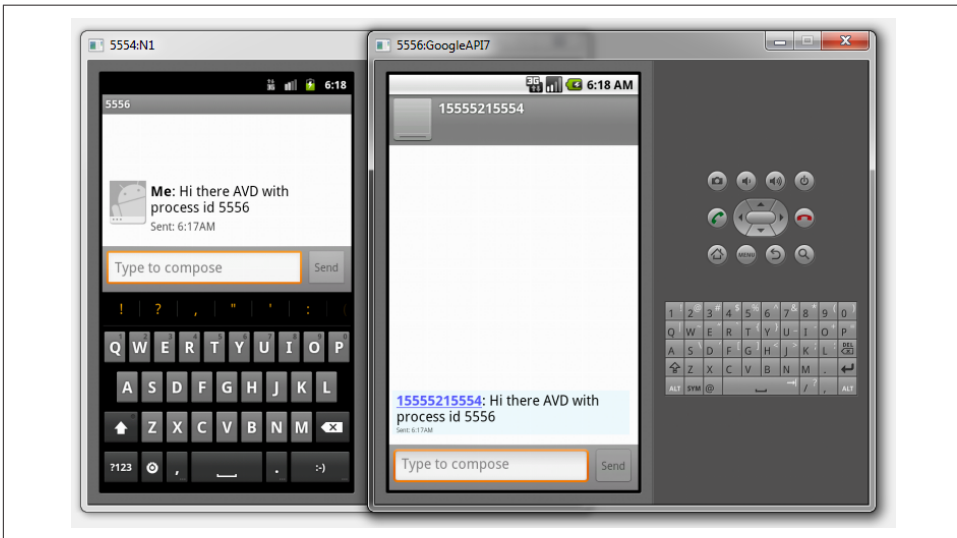 5554:N1
6:18
5556
Me: Hi there AVD with
process id 5556
Sent: 6:17AM
Type to compose
Send
! ? , " ' :
Q W E R T Y U I O P
A S D F G H J K L
Z X C V B N M
?123 , . :-)
5556:GoogleAPI7
3G 6:18 AM
15555215554
15555215554: Hi there AVD with
process id 5556
Sent: 6:17AM
Type to compose
Send
MENU
1 2 @ 3 # 4 $ 5 % 6 ^ 7 & 8 * 9 ( 0 )
Q W E R T Y U I O P
A S D F G H J K L DEL
Z X C V B N M .
ALT SYM @ / ? , ALT